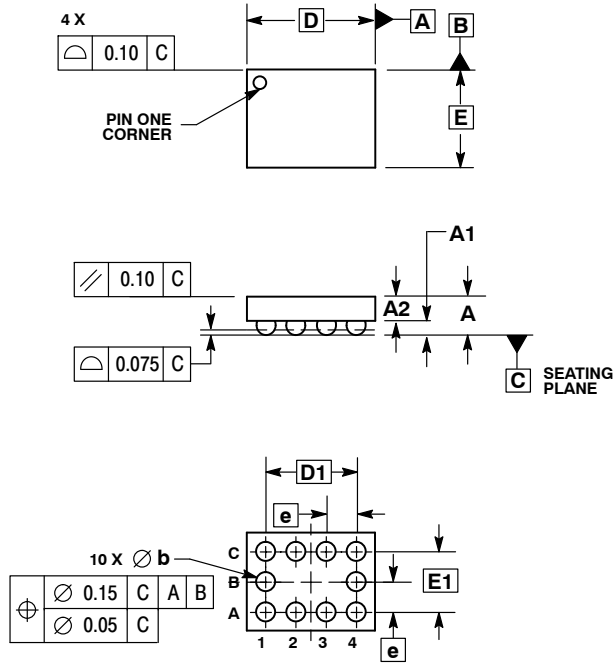 4 X
⌓ 0.10 C
D
A
B
PIN ONE
CORNER
E
A1
// 0.10 C
A2
A
⌓ 0.075 C
C
SEATING
PLANE
D1
e
10 X ∅ b
C
B
A
E1
⌖ ∅ 0.15 C A B
∅ 0.05 C
1 2 3 4
e